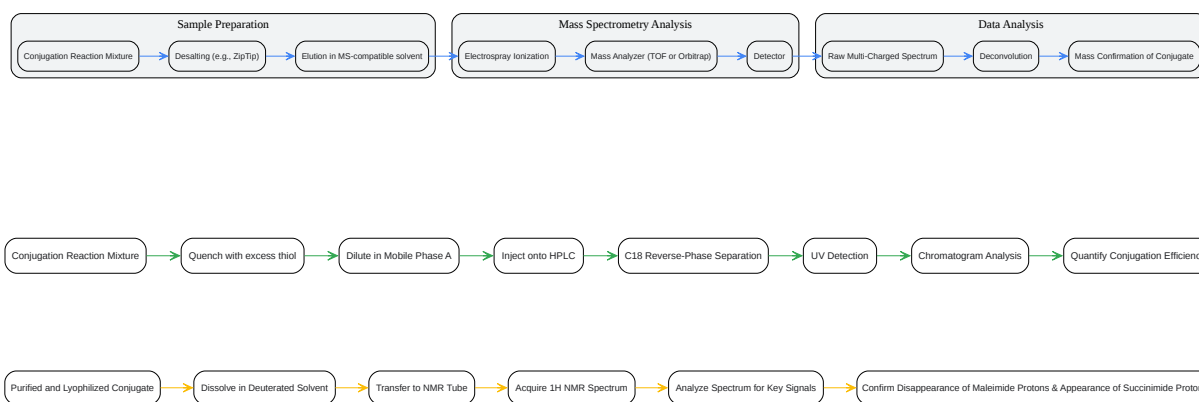 Sample Preparation
Mass Spectrometry Analysis
Data Analysis
Conjugation Reaction Mixture
Desalting (e.g., ZipTip)
Elution in MS-compatible solvent
Electrospray Ionization
Mass Analyzer (TOF or Orbitrap)
Detector
Raw Multi-Charged Spectrum
Deconvolution
Mass Confirmation of Conjugate
Conjugation Reaction Mixture
Quench with excess thiol
Dilute in Mobile Phase A
Inject onto HPLC
C18 Reverse-Phase Separation
UV Detection
Chromatogram Analysis
Quantify Conjugation Efficienc
Purified and Lyophilized Conjugate
Dissolve in Deuterated Solvent
Transfer to NMR Tube
Acquire 1H NMR Spectrum
Analyze Spectrum for Key Signals
Confirm Disappearance of Maleimide Protons & Appearance of Succinimide Proto